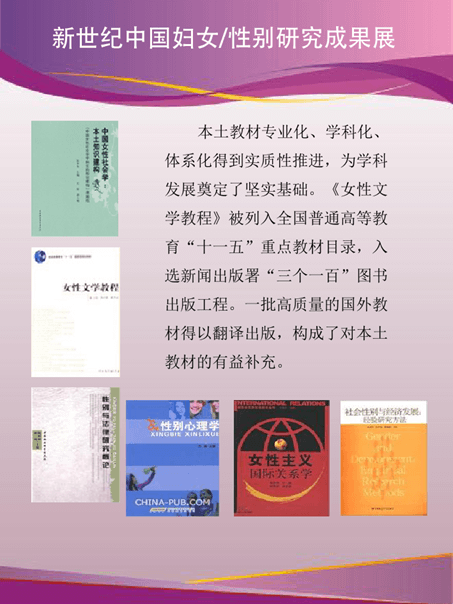 新世纪中国妇女/性别研究成果展
本土教材专业化、学科化、
体系化得到实质性推进，为学科
发展奠定了坚实基础。《女性文
学教程》被列入全国普通高等教
育“十一五”重点教材目录，入
选新闻出版署“三个一百”图书
出版工程。一批高质量的国外教
材得以翻译出版，构成了对本土
教材的有益补充。
中国女性社会学：
本土知识建构
女性文学教程
性别与法律研究概论
性别心理学
XINGBIE XINLIXUE
CHINA-PUB.COM
INTERNATIONAL RELATIONS
女性主义
国际关系学
社会性别与经济发展：
经验研究方法
Gender
and
Development:
Empirical
Research
Methods